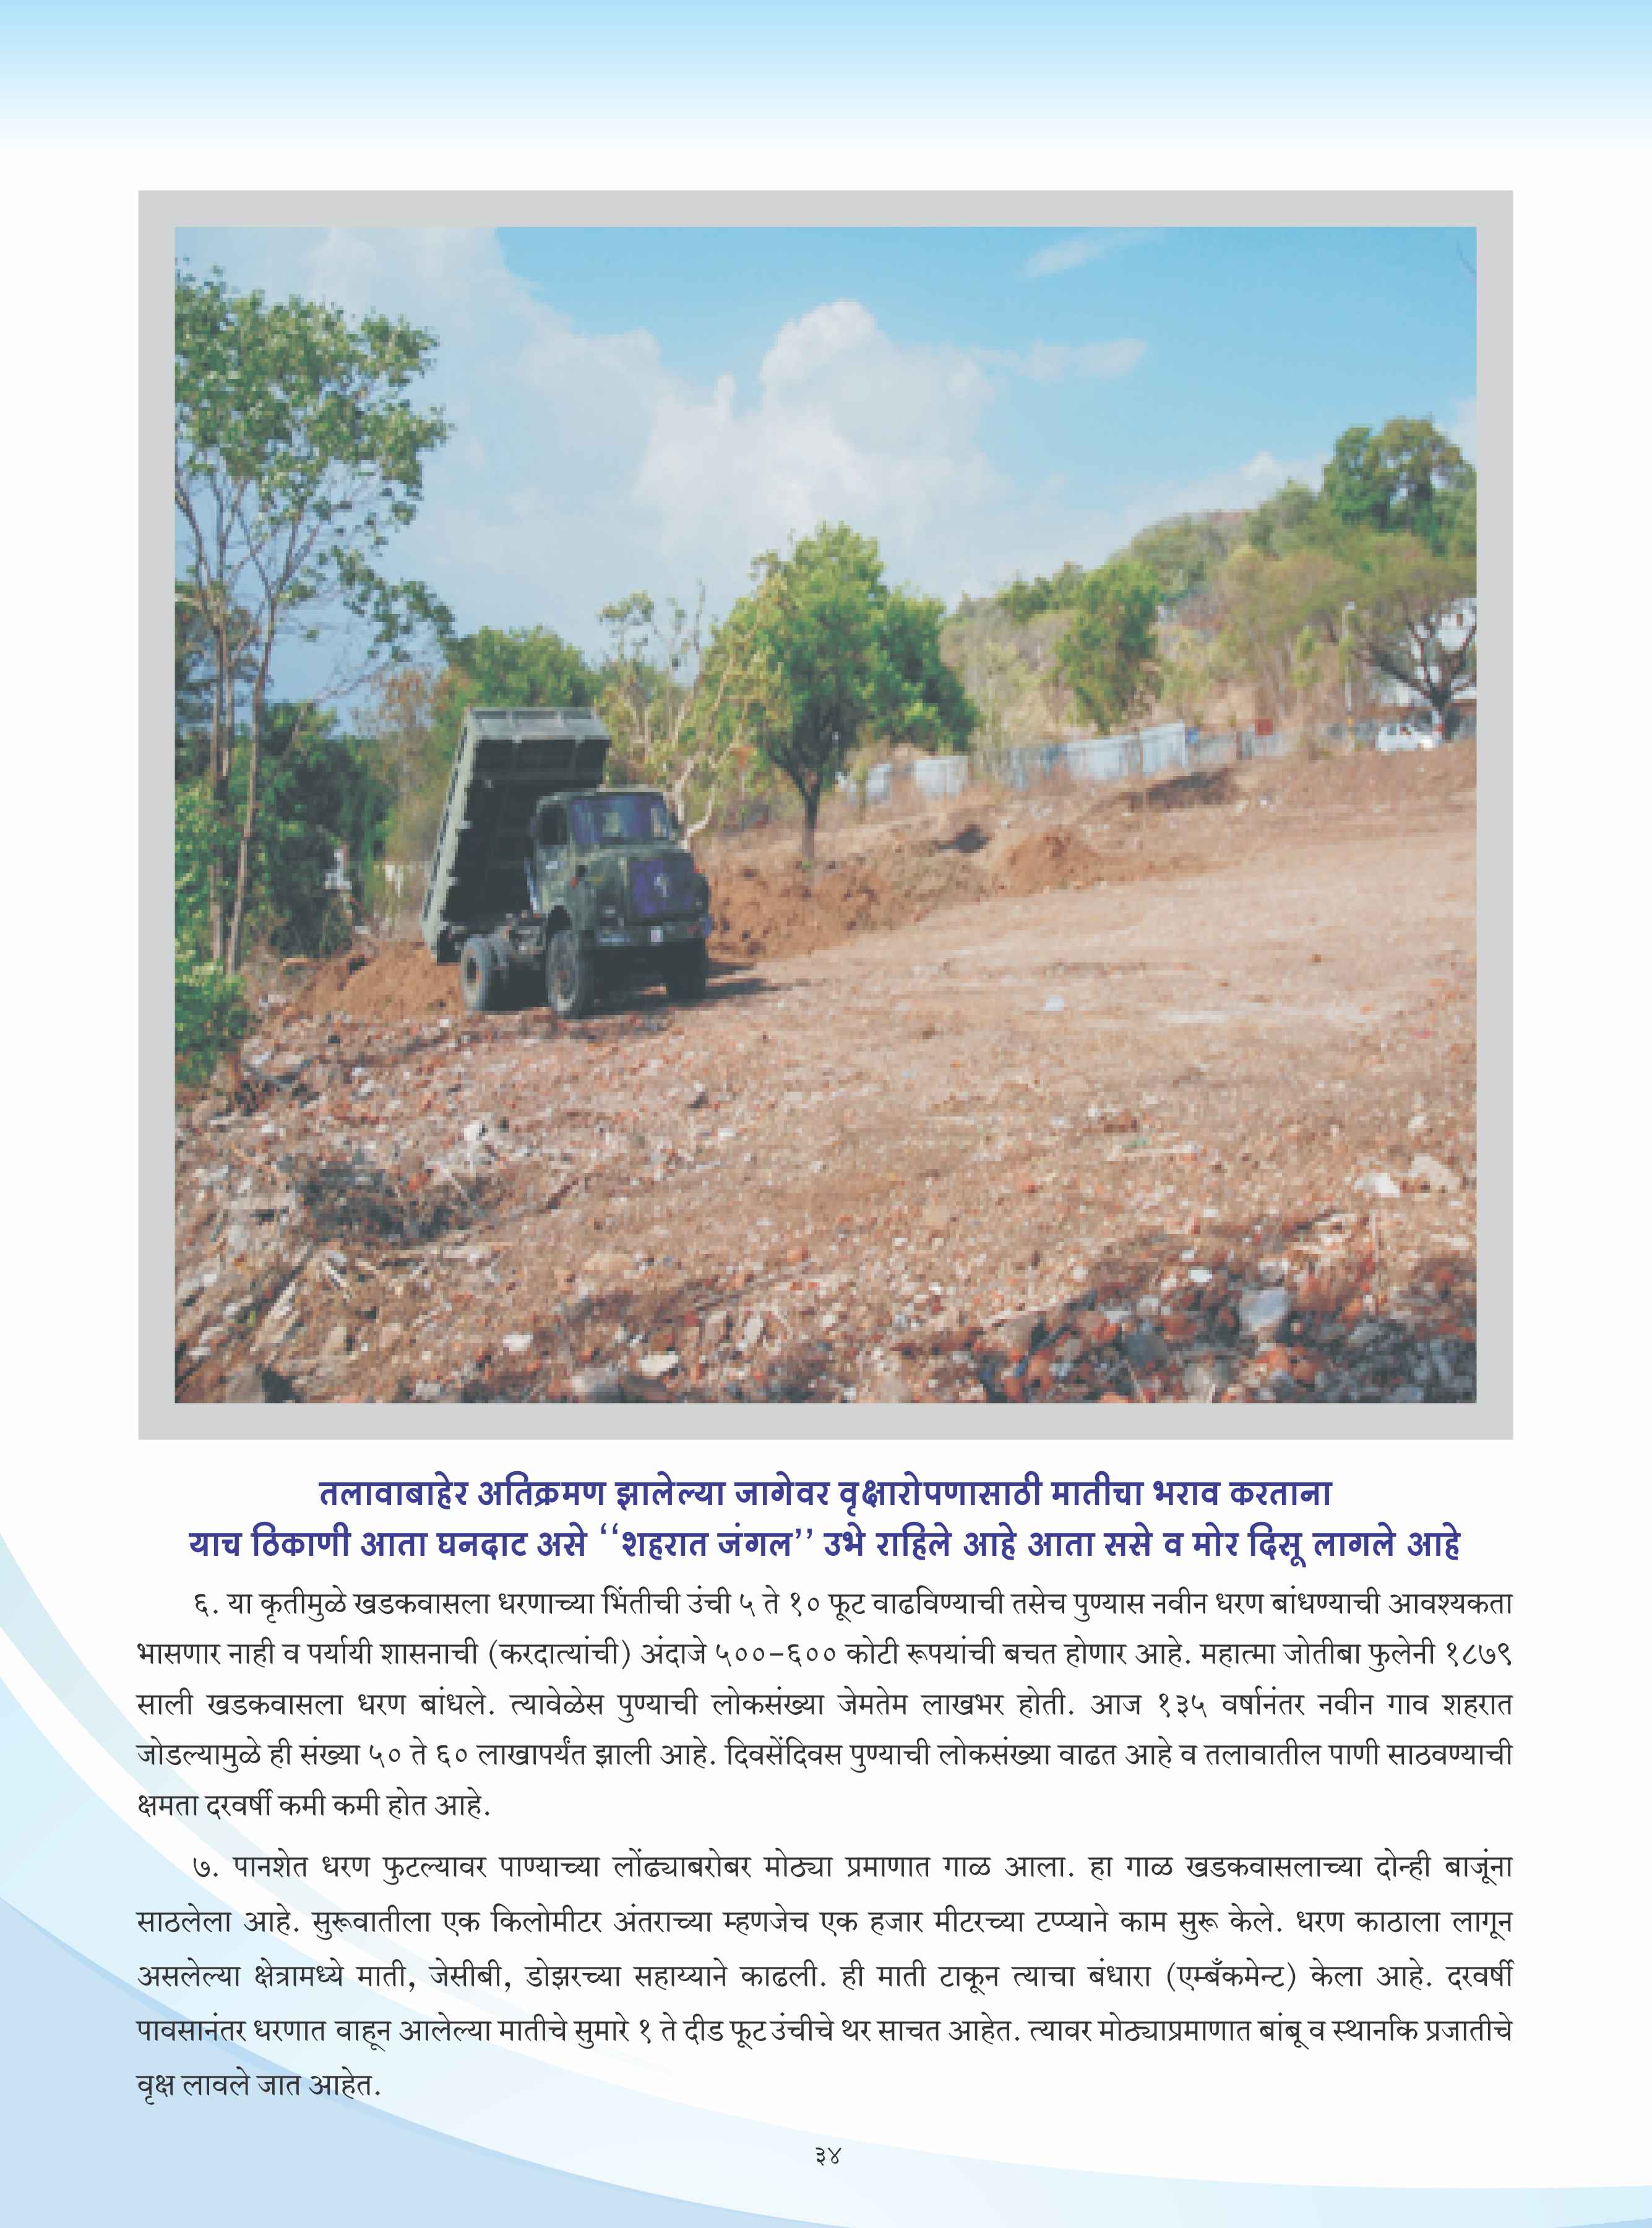 तलावाबाहेर अतिक्रमण झालेल्या जागेवर वृक्षारोपणासाठी मातीचा भराव करताना
याच ठिकाणी आता घनदाट असे ‘‘शहरात जंगल’’ उभे राहिले आहे आता ससे व मोर दिसू लागले आहे
६. या कृतीमुळे खडकवासला धरणाच्या भिंतीची उंची ५ ते १० फूट वाढविण्याची तसेच पुण्यास नवीन धरण बांधण्याची आवश्यकता
भासणार नाही व पर्यायी शासनाची (करदात्यांची) अंदाजे ५००-६०० कोटी रूपयांची बचत होणार आहे. महात्मा जोतीबा फुलेनी १८७९
साली खडकवासला धरण बांधले. त्यावेळेस पुण्याची लोकसंख्या जेमतेम लाखभर होती. आज १३५ वर्षानंतर नवीन गाव शहरात
जोडल्यामुळे ही संख्या ५० ते ६० लाखापर्यंत झाली आहे. दिवसेंदिवस पुण्याची लोकसंख्या वाढत आहे व तलावातील पाणी साठवण्याची
क्षमता दरवर्षी कमी कमी होत आहे.
७. पानशेत धरण फुटल्यावर पाण्याच्या लोंढ्याबरोबर मोठ्या प्रमाणात गाळ आला. हा गाळ खडकवासलाच्या दोन्ही बाजूंना
साठलेला आहे. सुरूवातीला एक किलोमीटर अंतराच्या म्हणजेच एक हजार मीटरच्या टप्प्याने काम सुरू केले. धरण काठाला लागून
असलेल्या क्षेत्रामध्ये माती, जेसीबी, डोझरच्या सहाय्याने काढली. ही माती टाकून त्याचा बंधारा (एम्बँकमेन्ट) केला आहे. दरवर्षी
पावसानंतर धरणात वाहून आलेल्या मातीचे सुमारे १ ते दीड फूट उंचीचे थर साचत आहेत. त्यावर मोठ्याप्रमाणात बांबू व स्थानकि प्रजातीचे
वृक्ष लावले जात आहेत.
३४